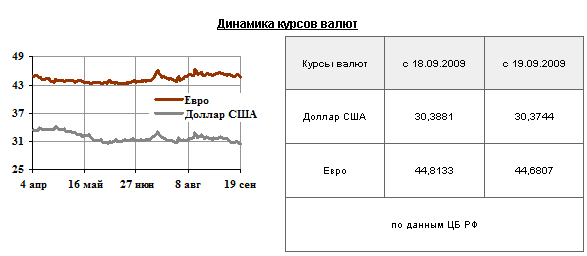 Динамика курсов валют
49
43
37
31
25
4 апр 16 май 27 июн 8 авг 19 сен
Евро
Доллар США
Курсы валют с 18.09.2009 с 19.09.2009
Доллар США 30,3881 30,3744
Евро 44,8133 44,6807
по данным ЦБ РФ